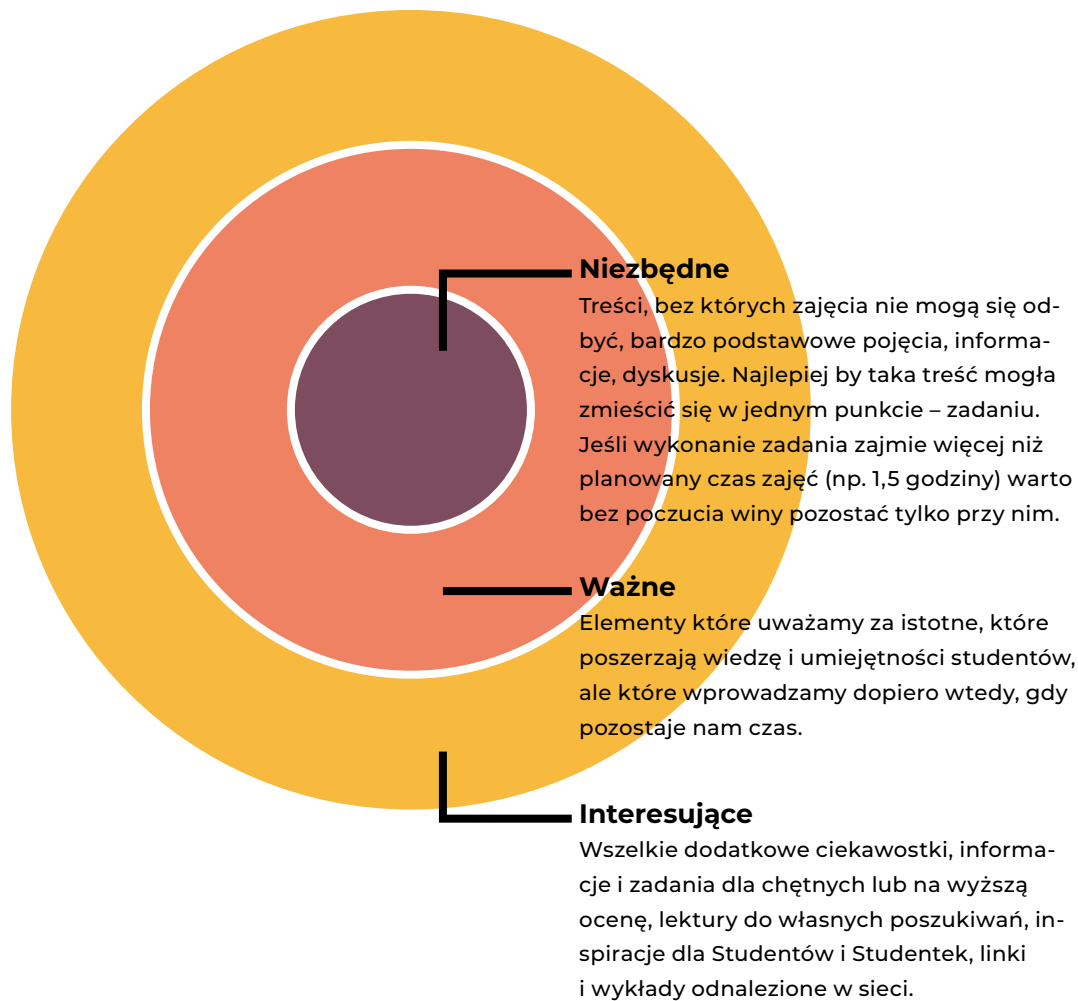 Niezbędne
Treści, bez których zajęcia nie mogą się od-
być, bardzo podstawowe pojęcia, informa-
cje, dyskusje. Najlepiej by taka treść mogła
zmieścić się w jednym punkcie – zadaniu.
Jeśli wykonanie zadania zajmie więcej niż
planowany czas zajęć (np. 1,5 godziny) warto
bez poczucia winy pozostać tylko przy nim.
Ważne
Elementy które uważamy za istotne, które
poszerzają wiedzę i umiejętności studentów,
ale które wprowadzamy dopiero wtedy, gdy
pozostaje nam czas.
Interesujące
Wszelkie dodatkowe ciekawostki, informa-
cje i zadania dla chętnych lub na wyższą
ocenę, lektury do własnych poszukiwań, in-
spiracje dla Studentów i Studentek, linki
i wykłady odnalezione w sieci.